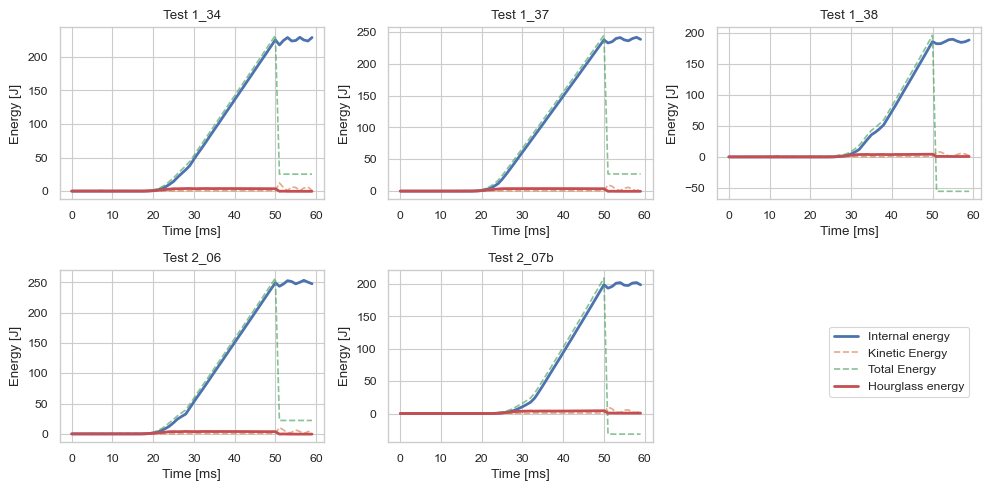 Test 1_34
Energy [J]
200
150
100
50
0
0 10 20 30 40 50 60
Time [ms]
Test 1_37
Energy [J]
250
200
150
100
50
0
0 10 20 30 40 50 60
Time [ms]
Test 1_38
Energy [J]
200
150
100
50
0
−50
0 10 20 30 40 50 60
Time [ms]
Test 2_06
Energy [J]
250
200
150
100
50
0
0 10 20 30 40 50 60
Time [ms]
Test 2_07b
Energy [J]
200
150
100
50
0
0 10 20 30 40 50 60
Time [ms]
Internal energy
Kinetic Energy
Total Energy
Hourglass energy